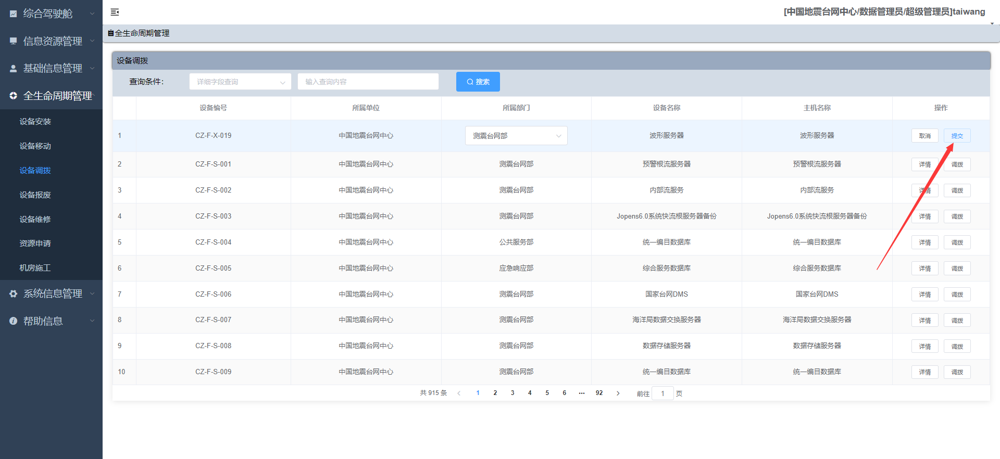 综合驾驶舱
信息资源管理
基础信息管理
全生命周期管理
设备安装
设备移动
设备调拨
设备报废
设备维修
资源申请
机房施工
系统信息管理
帮助信息
[中国地震台网中心/数据管理员/超级管理员]taiwang
全生命周期管理
设备调拨
查询条件: 详细字段查询 输入查询内容 搜索
设备编号 所属单位 所属部门 设备名称 主机名称 操作
1 CZ-F-X-019 中国地震台网中心 测震台网部 波形服务器 波形服务器 取消 提交
2 CZ-F-S-001 中国地震台网中心 测震台网部 预警根流服务器 预警根流服务器 详情 调拨
3 CZ-F-S-002 中国地震台网中心 测震台网部 内部流服务 内部流服务 详情 调拨
4 CZ-F-S-003 中国地震台网中心 测震台网部 Jopens6.0系统快流根服务器备份 Jopens6.0系统快流根服务器备份 详情 调拨
5 CZ-F-S-004 中国地震台网中心 公共服务部 统一编目数据库 统一编目数据库 详情 调拨
6 CZ-F-S-005 中国地震台网中心 应急响应部 综合服务数据库 综合服务数据库 详情 调拨
7 CZ-F-S-006 中国地震台网中心 测震台网部 国家台网DMS 国家台网DMS 详情 调拨
8 CZ-F-S-007 中国地震台网中心 测震台网部 海洋局数据交换服务器 海洋局数据交换服务器 详情 调拨
9 CZ-F-S-008 中国地震台网中心 测震台网部 数据存储服务器 数据存储服务器 详情 调拨
10 CZ-F-S-009 中国地震台网中心 测震台网部 统一编目数据库 统一编目数据库 详情 调拨
共 915 条 < 1 2 3 4 5 6 ··· 92 > 前往 1 页